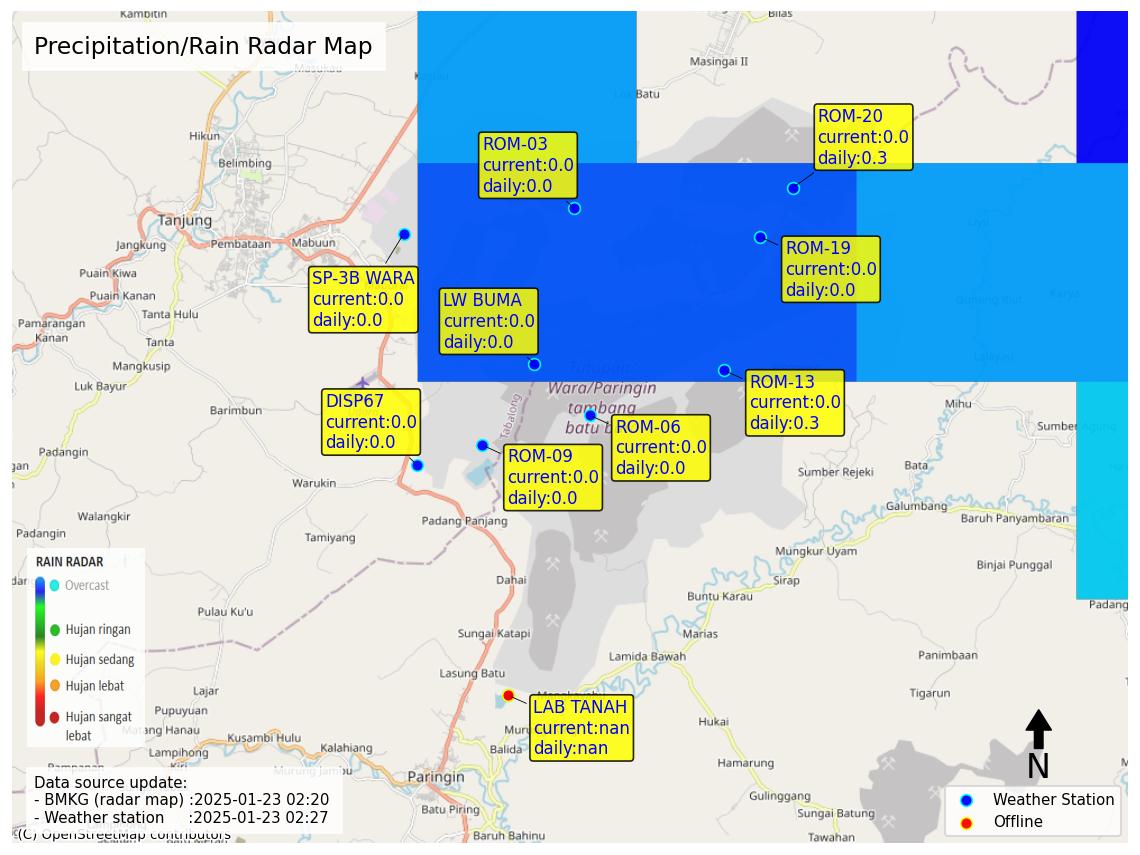 Kambitin
Bilas
Precipitation/Rain Radar Map
Masingai II
Masukau
Kapar
Batu
Hikun
Belimbing
ROM-20
current:0.0
daily:0.3
ROM-03
current:0.0
daily:0.0
Tanjung
Jangkung
Pembataan
Mabuun
ROM-19
current:0.0
daily:0.0
Puain Kiwa
SP-3B WARA
current:0.0
daily:0.0
LW BUMA
current:0.0
daily:0.0
Puain Kanan
Tanta Hulu
Pamarangan
Kanan
Tanta
Mangkusip
Luk Bayur
Tutupan
Wara/Paringin
tambang
batu b
Tabalong
ROM-13
current:0.0
daily:0.3
Mihu
DISP67
current:0.0
daily:0.0
Barimbun
ROM-06
current:0.0
daily:0.0
Sumber Agung
Padangin
ROM-09
current:0.0
daily:0.0
Bata
Sumber Rejeki
Warukin
Galumbang
Baruh Panyambaran
Walangkir
Padangin
Padang Panjang
Tamiyang
Mungkur Uyam
Binjai Punggal
RAIN RADAR
Overcast
Hujan ringan
Hujan sedang
Hujan lebat
Hujan sangat
lebat
Dahai
Sirap
Buntu Karau
Padang
Pulau Ku'u
Sungai Katapi
Marias
Lamida Bawah
Panimbaan
Lasung Batu
Lajar
Tigarun
Pupuyuan
LAB TANAH
current:nan
daily:nan
Matang Hanau
Kusambi Hulu
Hukai
Lampihong
Kalahiang
Balida
Murung Jambu
Paringin
Hamarung
N
Data source update:
- BMKG (radar map) :2025-01-23 02:20
- Weather station :2025-01-23 02:27
Gulinggang
Weather Station
Offline
Batu Piring
Sungai Batung
(C) OpenStreetMap contributors
Baruh Bahinu
Tawahan